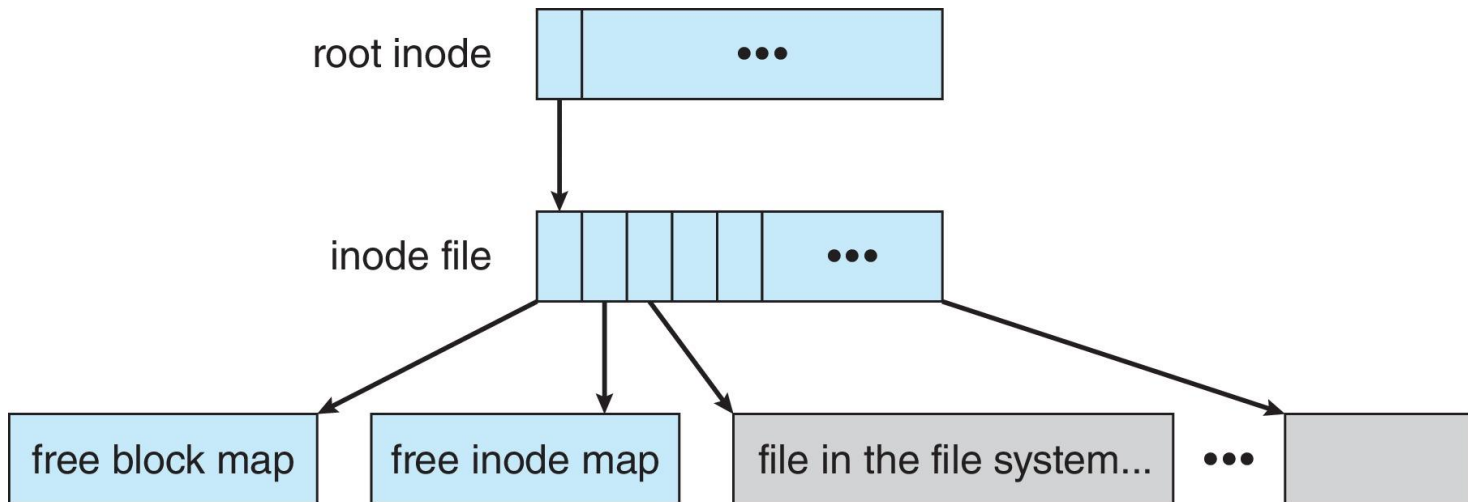 root inode
•••
inode file
•••
free block map
free inode map
file in the file system...
•••